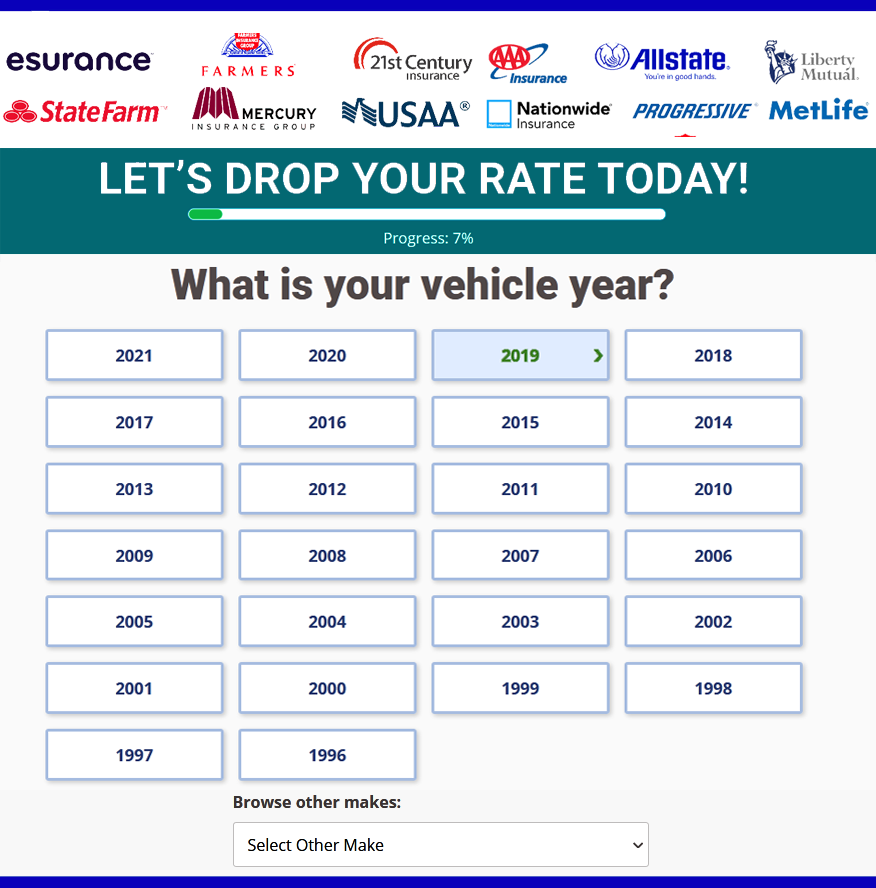 esurance
FARMERS INSURANCE GROUP
FARMERS
21st Century
insurance
AAA
Insurance
Allstate.
You're in good hands.
Liberty
Mutual.
State Farm™
MERCURY
INSURANCE GROUP
USAA®
Nationwide®
Insurance
PROGRESSIVE®
MetLife®
LET'S DROP YOUR RATE TODAY!
Progress: 7%
What is your vehicle year?
2021 2020 2019 › 2018
2017 2016 2015 2014
2013 2012 2011 2010
2009 2008 2007 2006
2005 2004 2003 2002
2001 2000 1999 1998
1997 1996
Browse other makes:
Select Other Make